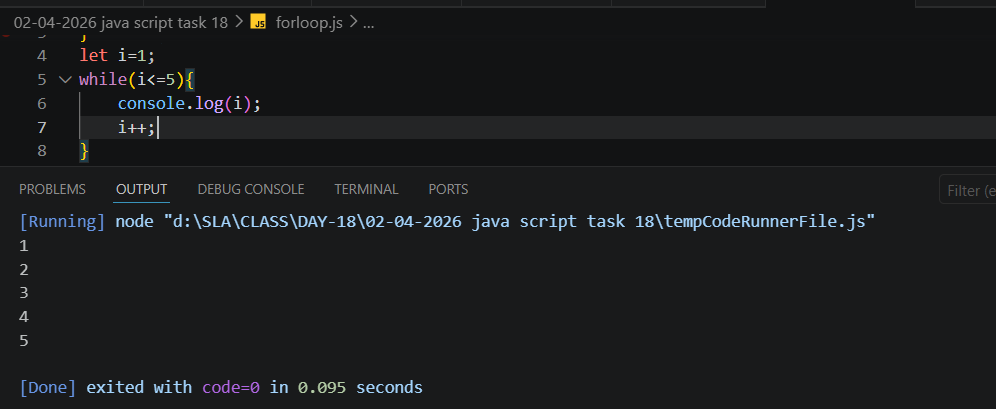 02-04-2026 java script task 18 > JS forloop.js > ...
3 }
4 let i=1;
5 while(i<=5){
6 console.log(i);
7 i++;
8 }
PROBLEMS OUTPUT DEBUG CONSOLE TERMINAL PORTS Filter (e
[Running] node "d:\SLA\CLASS\DAY-18\02-04-2026 java script task 18\tempCodeRunnerFile.js"
1
2
3
4
5
[Done] exited with code=0 in 0.095 seconds